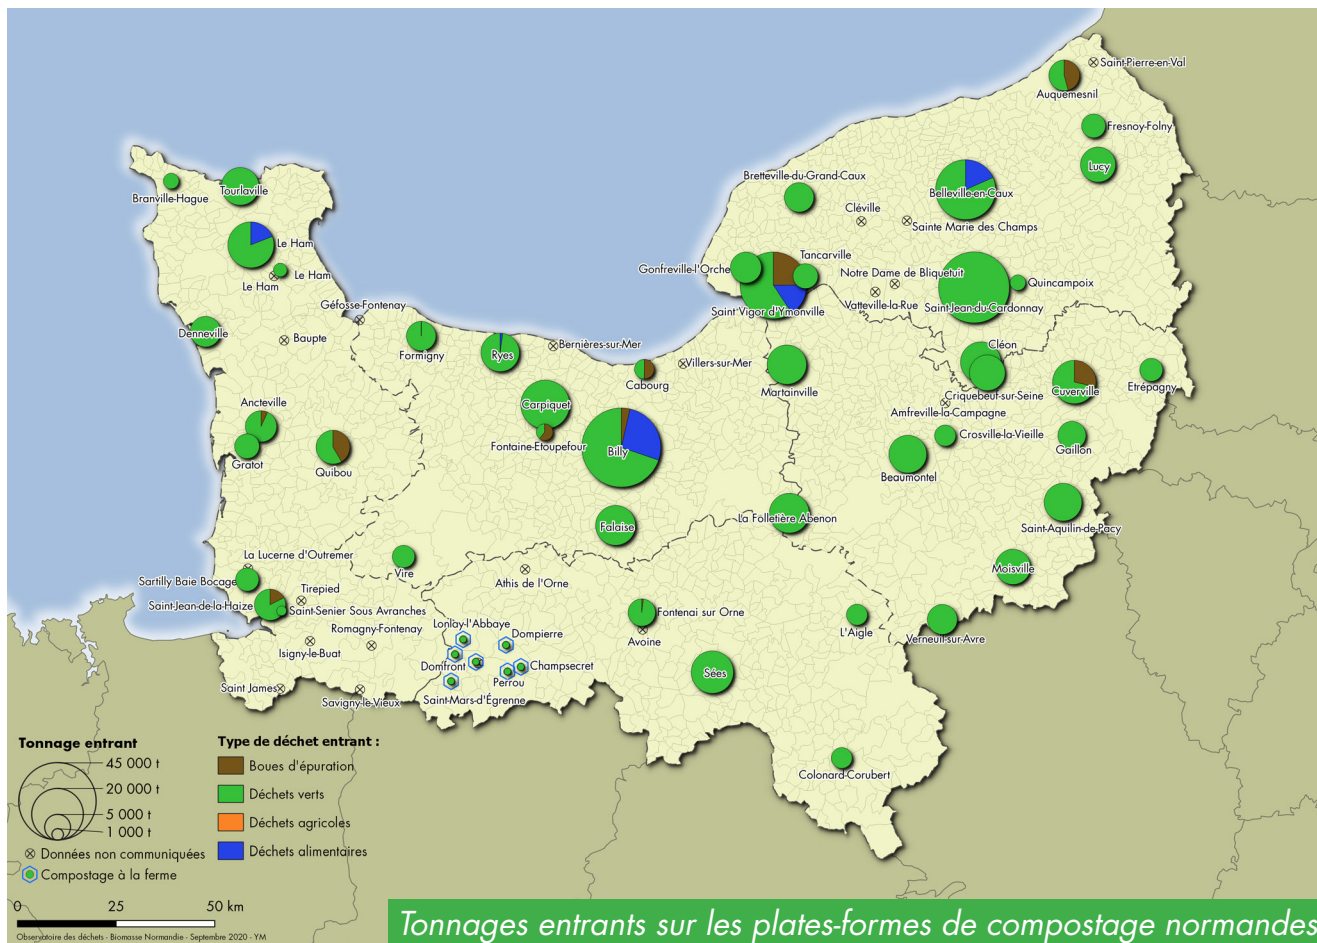 Saint-Pierre-en-Val
Auquemesnil
Fresnoy-Folny
Lucy
Bretteville-du-Grand-Caux
Belleville-en-Caux
Cléville
Sainte Marie des Champs
Branville-Hague
Tourlaville
Le Ham
Le Ham
Le Ham
Gonfreville-l'Orche
Tancarville
Notre Dame de Bliquetuit
Quincampoix
Vatteville-la-Rue
Saint-Jean-du-Cardonnay
Saint Vigor d'Ymonville
Géfosse-Fontenay
Denneville
Baupte
Formigny
Ryes
Bernières-sur-Mer
Villers-sur-Mer
Cabourg
Martainville
Cléon
Criquebeuf-sur-Seine
Cuverville
Etrépagny
Amfreville-la-Campagne
Ancteville
Gratot
Quibou
Carpiquet
Fontaine-Etoupefour
Billy
Crosville-la-Vieille
Gaillon
Beaumontel
Falaise
La Folletière Abenon
Saint-Aquilin-de-Pacy
La Lucerne d'Outremer
Sartilly Baie Bocage
Tirepied
Vire
Athis de l'Orne
Moisville
Saint-Jean-de-la-Haize
Saint-Senier Sous Avranches
Romagny-Fontenay
Lonlay-l'Abbaye
Dompierre
Fontenai sur Orne
Avoine
L'Aigle
Verneuil-sur-Avre
Isigny-le-Buat
Domfront
Champsecret
Perrou
Sées
Saint James
Savigny-le-Vieux
Saint-Mars-d'Égrenne
Colonard-Corubert
Tonnage entrant
45 000 t
20 000 t
5 000 t
1 000 t
Données non communiquées
Compostage à la ferme
Type de déchet entrant :
Boues d'épuration
Déchets verts
Déchets agricoles
Déchets alimentaires
0 25 50 km
Observatoire des déchets - Biomasse Normandie - Septembre 2020 - YM
Tonnages entrants sur les plates-formes de compostage normandes